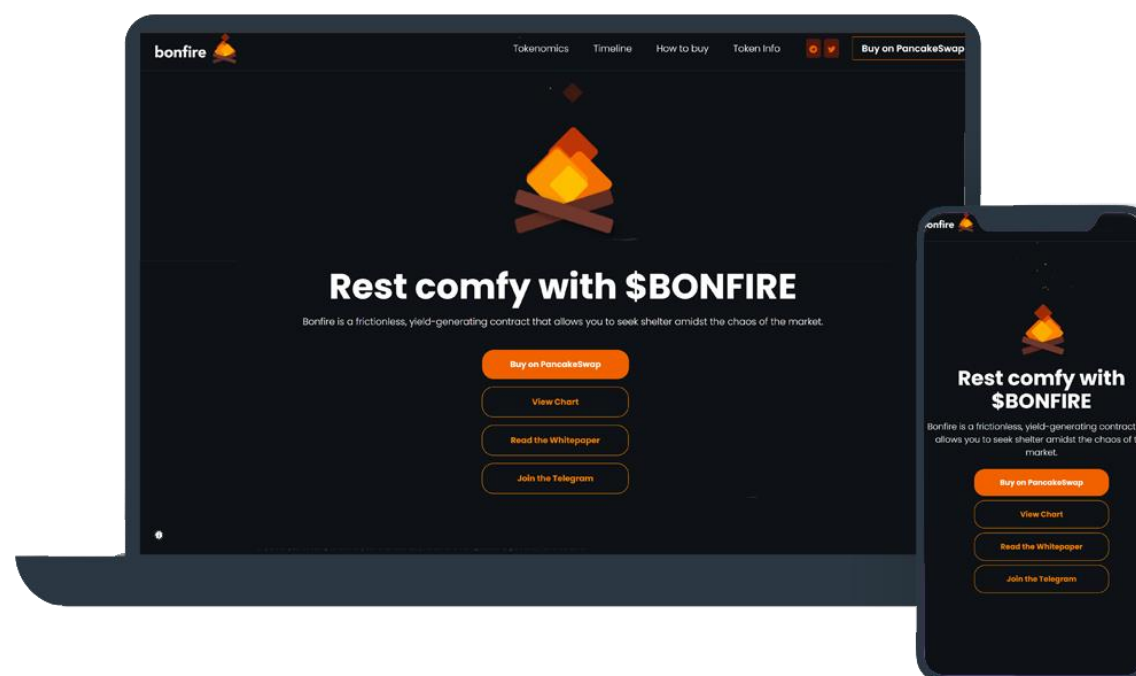 bonfire
Tokenomics
Timeline
How to buy
Token Info
Buy on PancakeSwap
Rest comfy with $BONFIRE
Bonfire is a frictionless, yield-generating contract that allows you to seek shelter amidst the chaos of the market.
Buy on PancakeSwap
View Chart
Read the Whitepaper
Join the Telegram
onfire
Rest comfy with
$BONFIRE
Bonfire is a frictionless, yield-generating contract
allows you to seek shelter amidst the chaos of t
market.
Buy on PancakeSwap
View Chart
Read the Whitepaper
Join the Telegram